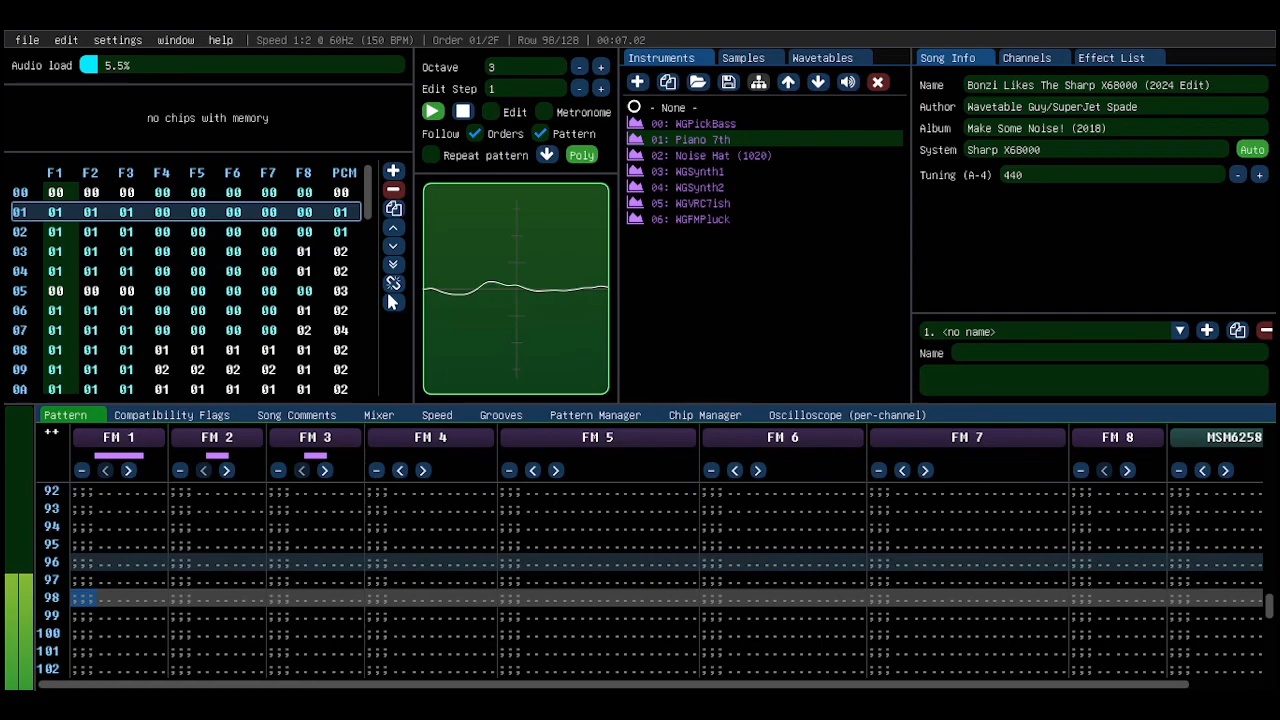 file edit settings window help | Speed 1:2 @ 60Hz (150 BPM) | Order 01/2F | Row 98/128 | 00:07.02
Audio load 5.5%
no chips with memory
F1 F2 F3 F4 F5 F6 F7 F8 PCM
00 00 00 00 00 00 00 00 00 00
01 01 01 01 00 00 00 00 00 01
02 01 01 01 00 00 00 00 00 01
03 01 01 01 00 00 00 00 01 02
04 01 01 01 00 00 00 00 01 02
05 00 00 00 00 00 00 00 01 03
06 01 01 01 00 00 00 00 01 02
07 01 01 01 00 00 00 00 02 04
08 01 01 01 01 01 01 01 01 02
09 01 01 01 02 02 02 02 01 02
0A 01 01 01 01 01 01 01 01 02
Octave 3 - +
Edit Step 1 - +
Edit Metronome
Follow Orders Pattern
Repeat pattern Poly
Instruments Samples Wavetables
- None -
00: WGPickBass
01: Piano 7th
02: Noise Hat (1020)
03: WGSynth1
04: WGSynth2
05: WGVRC7ish
06: WGFMPluck
Song Info Channels Effect List
Name Bonzi Likes The Sharp X68000 (2024 Edit)
Author Wavetable Guy/SuperJet Spade
Album Make Some Noise! (2018)
System Sharp X68000 Auto
Tuning (A-4) 440 - +
1. <no name>
Name
Pattern Compatibility Flags Song Comments Mixer Speed Grooves Pattern Manager Chip Manager Oscilloscope (per-channel)
++ FM 1 FM 2 FM 3 FM 4 FM 5 FM 6 FM 7 FM 8 MSM6258
92
93
94
95
96
97
98
99
100
101
102